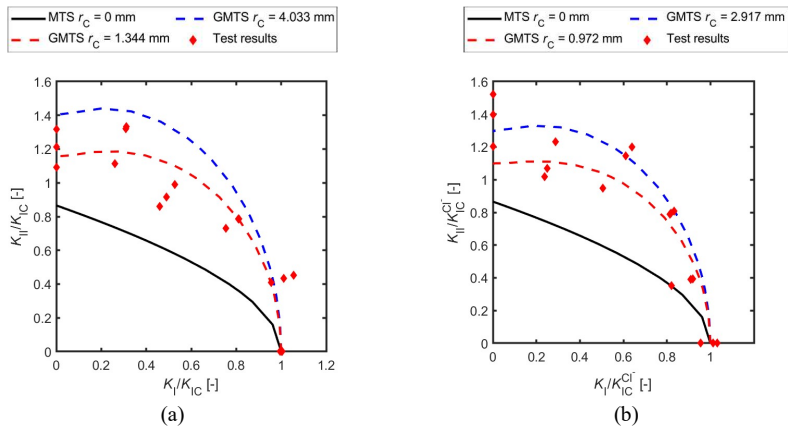 MTS r_C = 0 mm
GMTS r_C = 4.033 mm
GMTS r_C = 1.344 mm
Test results
1.6
1.4
1.2
1
0.8
0.6
0.4
0.2
0
K_II/K_IC [-]
0 0.2 0.4 0.6 0.8 1 1.2
K_I/K_IC [-]
(a)
MTS r_C = 0 mm
GMTS r_C = 2.917 mm
GMTS r_C = 0.972 mm
Test results
1.6
1.4
1.2
1
0.8
0.6
0.4
0.2
0
K_II/K_IC^Cl^- [-]
0 0.2 0.4 0.6 0.8 1
K_I/K_IC^Cl^- [-]
(b)